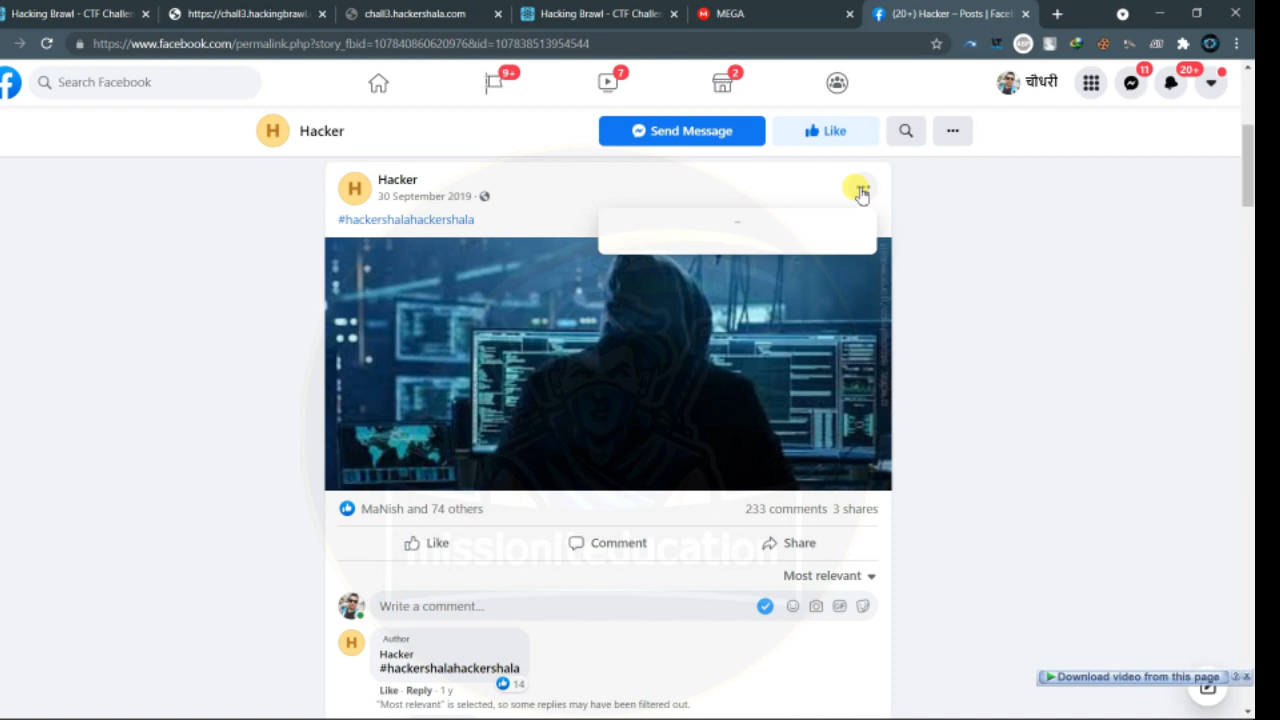 Hacking Brawl - CTF Challe
https://chall3.hackingbrawl.
chall3.hackershala.com
Hacking Brawl - CTF Challe
MEGA
(20+) Hacker – Posts | Face
https://www.facebook.com/permalink.php?story_fbid=107840860620976&id=107838513954544
Search Facebook
9+
7
2
चौधरी
11
20+
H
Hacker
Send Message
Like
H
Hacker
30 September 2019
#hackershalahackershala
MaNish and 74 others
233 comments 3 shares
Like
Comment
Share
missioniteducation
Most relevant
Write a comment...
GIF
H
Author
Hacker
#hackershalahackershala
14
Like · Reply · 1 y
"Most relevant" is selected, so some replies may have been filtered out.
Download video from this page